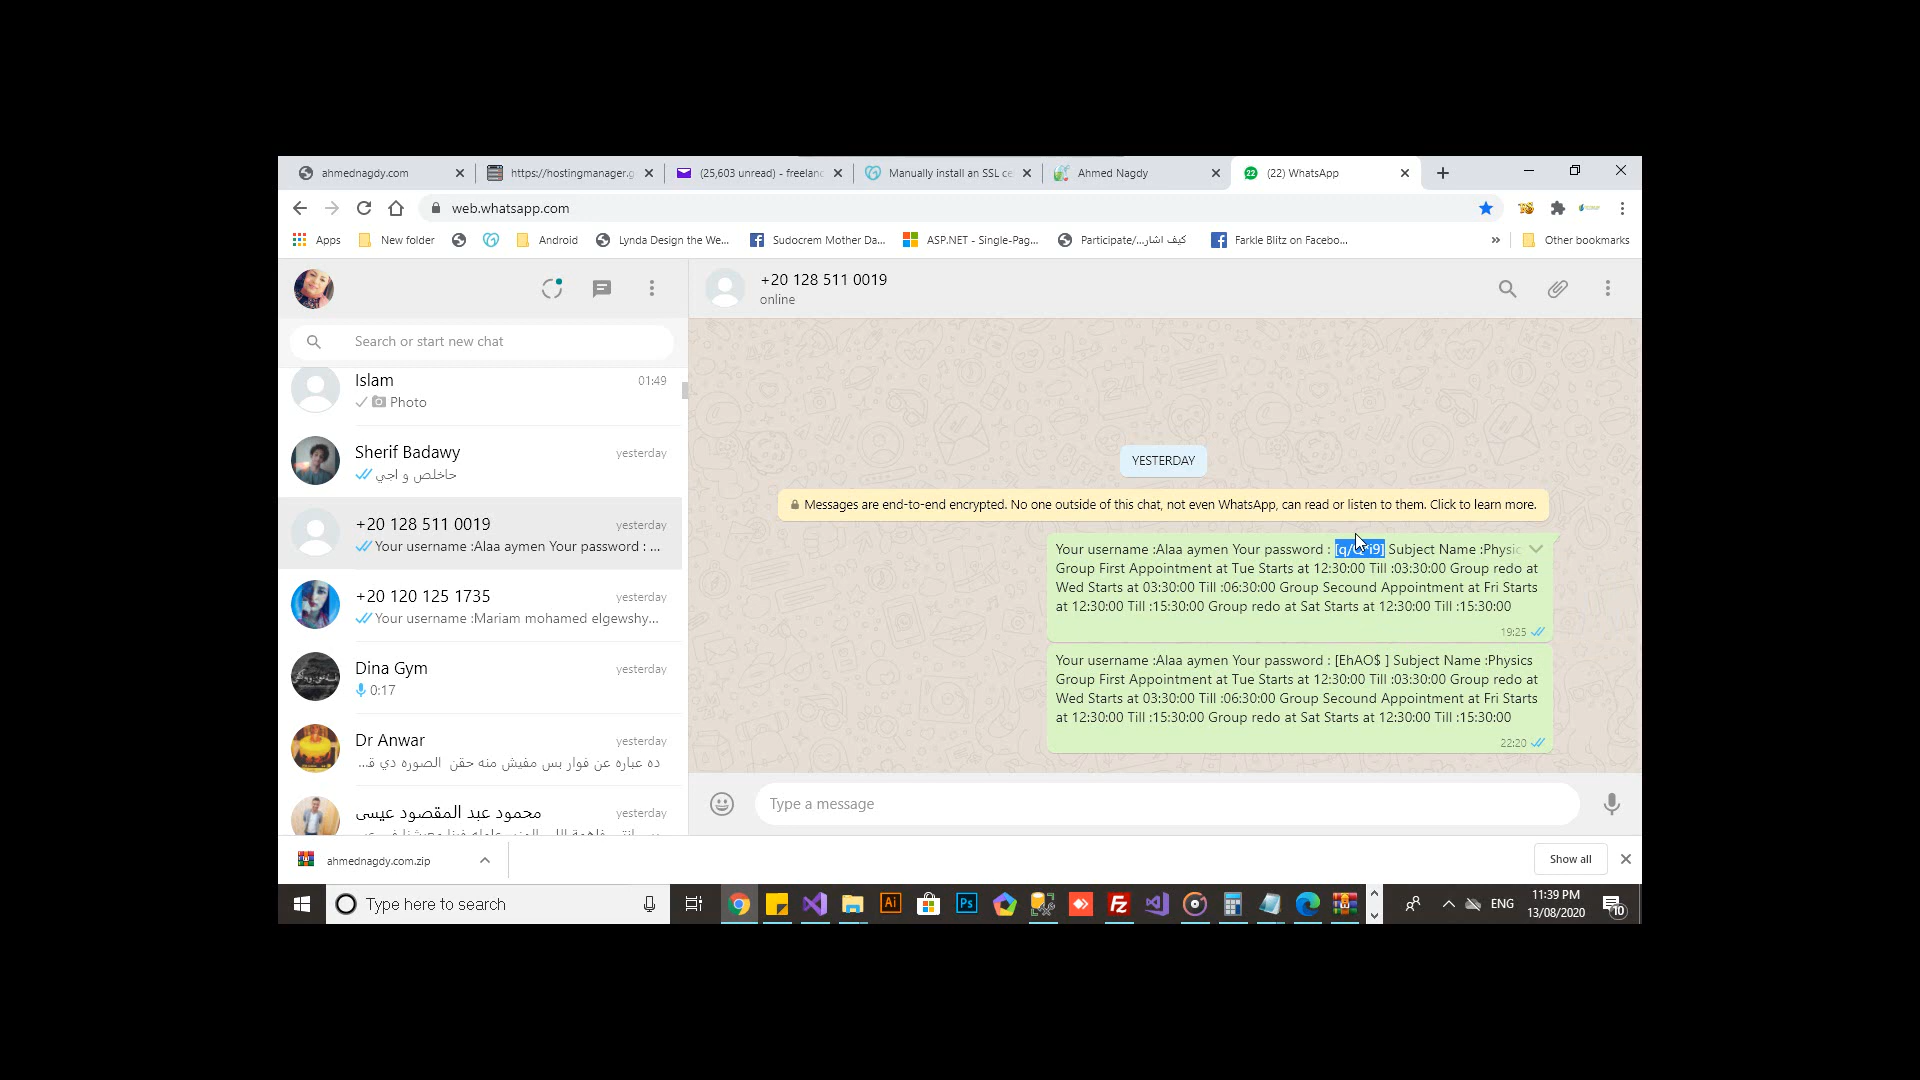 ahmednagdy.com
https://hostingmanager.g
(25,603 unread) - freelanc
Manually install an SSL ce
Ahmed Nagdy
22
(22) WhatsApp
web.whatsapp.com
Apps
New folder
Android
Lynda Design the We...
Sudocrem Mother Da...
ASP.NET - Single-Pag...
Participate/...كيف اشار
Farkle Blitz on Facebo...
»
Other bookmarks
+20 128 511 0019
online
Search or start new chat
Islam
01:49
Photo
Sherif Badawy
yesterday
حاخلص و اجي
+20 128 511 0019
yesterday
Your username :Alaa aymen Your password : ...
+20 120 125 1735
yesterday
Your username :Mariam mohamed elgewshy...
Dina Gym
yesterday
0:17
Dr Anwar
yesterday
ده عباره عن فوار بس مفيش منه حقن الصوره دي ق...
محمود عبد المقصود عيسى
yesterday
YESTERDAY
Messages are end-to-end encrypted. No one outside of this chat, not even WhatsApp, can read or listen to them. Click to learn more.
Your username :Alaa aymen Your password : Subject Name :Physic
Group First Appointment at Tue Starts at 12:30:00 Till :03:30:00 Group redo at
Wed Starts at 03:30:00 Till :06:30:00 Group Secound Appointment at Fri Starts
at 12:30:00 Till :15:30:00 Group redo at Sat Starts at 12:30:00 Till :15:30:00
19:25
Your username :Alaa aymen Your password : [EhAO$ ] Subject Name :Physics
Group First Appointment at Tue Starts at 12:30:00 Till :03:30:00 Group redo at
Wed Starts at 03:30:00 Till :06:30:00 Group Secound Appointment at Fri Starts
at 12:30:00 Till :15:30:00 Group redo at Sat Starts at 12:30:00 Till :15:30:00
22:20
Type a message
ahmednagdy.com.zip
Show all
Type here to search
Ai
Ps
Fz
ENG
11:39 PM
13/08/2020
10